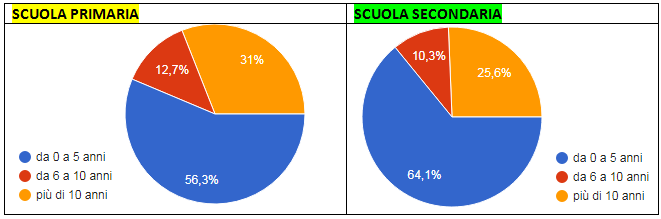 SCUOLA PRIMARIA
31%
12,7%
56,3%
da 0 a 5 anni
da 6 a 10 anni
più di 10 anni
SCUOLA SECONDARIA
10,3%
25,6%
64,1%
da 0 a 5 anni
da 6 a 10 anni
più di 10 anni